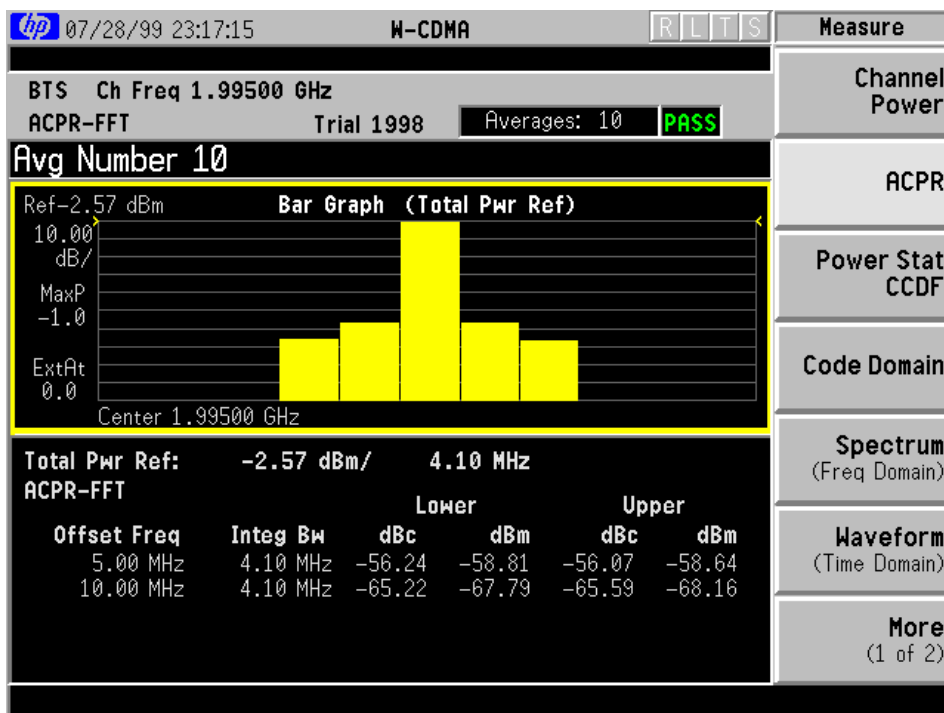 hp 07/28/99 23:17:15 W-CDMA R L T S Measure
BTS Ch Freq 1.99500 GHz
ACPR-FFT Trial 1998 Averages: 10 PASS
Avg Number 10
Ref-2.57 dBm Bar Graph (Total Pwr Ref)
10.00
dB/
MaxP
-1.0
ExtAt
0.0
Center 1.99500 GHz
Total Pwr Ref: -2.57 dBm/ 4.10 MHz
ACPR-FFT
Lower Upper
Offset Freq Integ Bw dBc dBm dBc dBm
5.00 MHz 4.10 MHz -56.24 -58.81 -56.07 -58.64
10.00 MHz 4.10 MHz -65.22 -67.79 -65.59 -68.16
Channel
Power
ACPR
Power Stat
CCDF
Code Domain
Spectrum
(Freq Domain)
Waveform
(Time Domain)
More
(1 of 2)